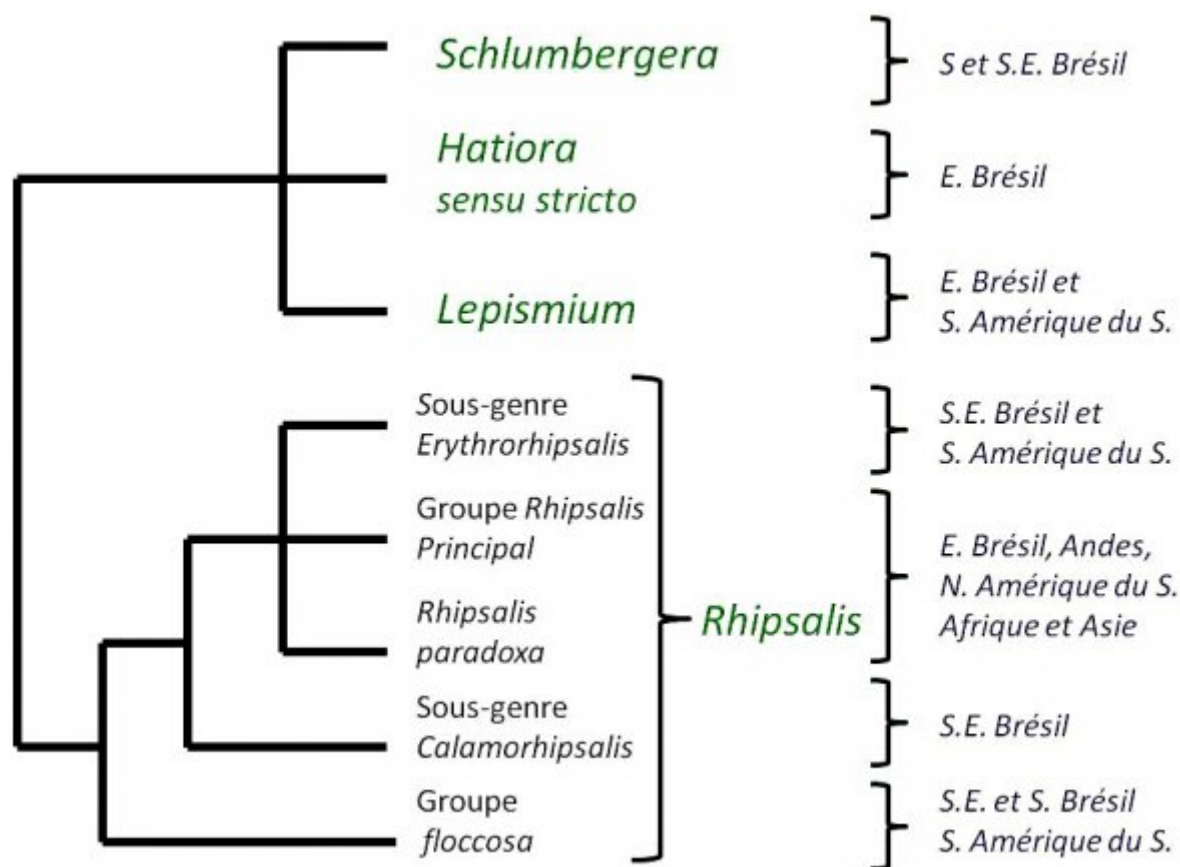 Schlumbergera
S et S.E. Brésil
Hatiora
sensu stricto
E. Brésil
Lepismium
E. Brésil et
S. Amérique du S.
Sous-genre
Erythrorhipsalis
S.E. Brésil et
S. Amérique du S.
Groupe Rhipsalis
Principal
Rhipsalis
paradoxa
Rhipsalis
E. Brésil, Andes,
N. Amérique du S.
Afrique et Asie
Sous-genre
Calamorhipsalis
S.E. Brésil
Groupe
floccosa
S.E. et S. Brésil
S. Amérique du S.